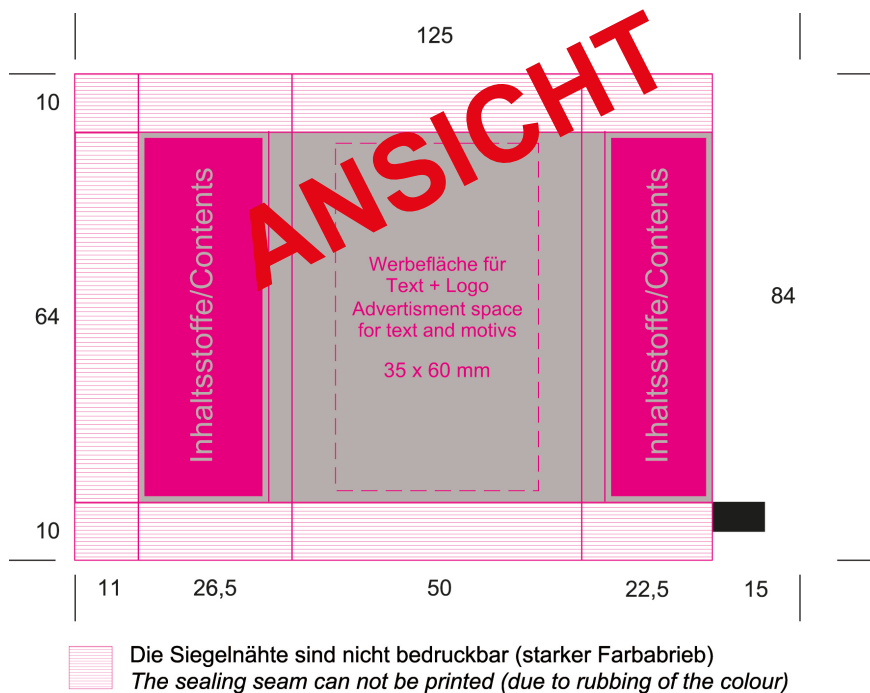 125
10
ANSICHT
Inhaltsstoffe/Contents
Werbefläche für
Text + Logo
Advertisment space
for text and motivs
35 x 60 mm
Inhaltsstoffe/Contents
64
84
10
11
26,5
50
22,5
15
Die Siegelnähte sind nicht bedruckbar (starker Farbabrieb)
The sealing seam can not be printed (due to rubbing of the colour)